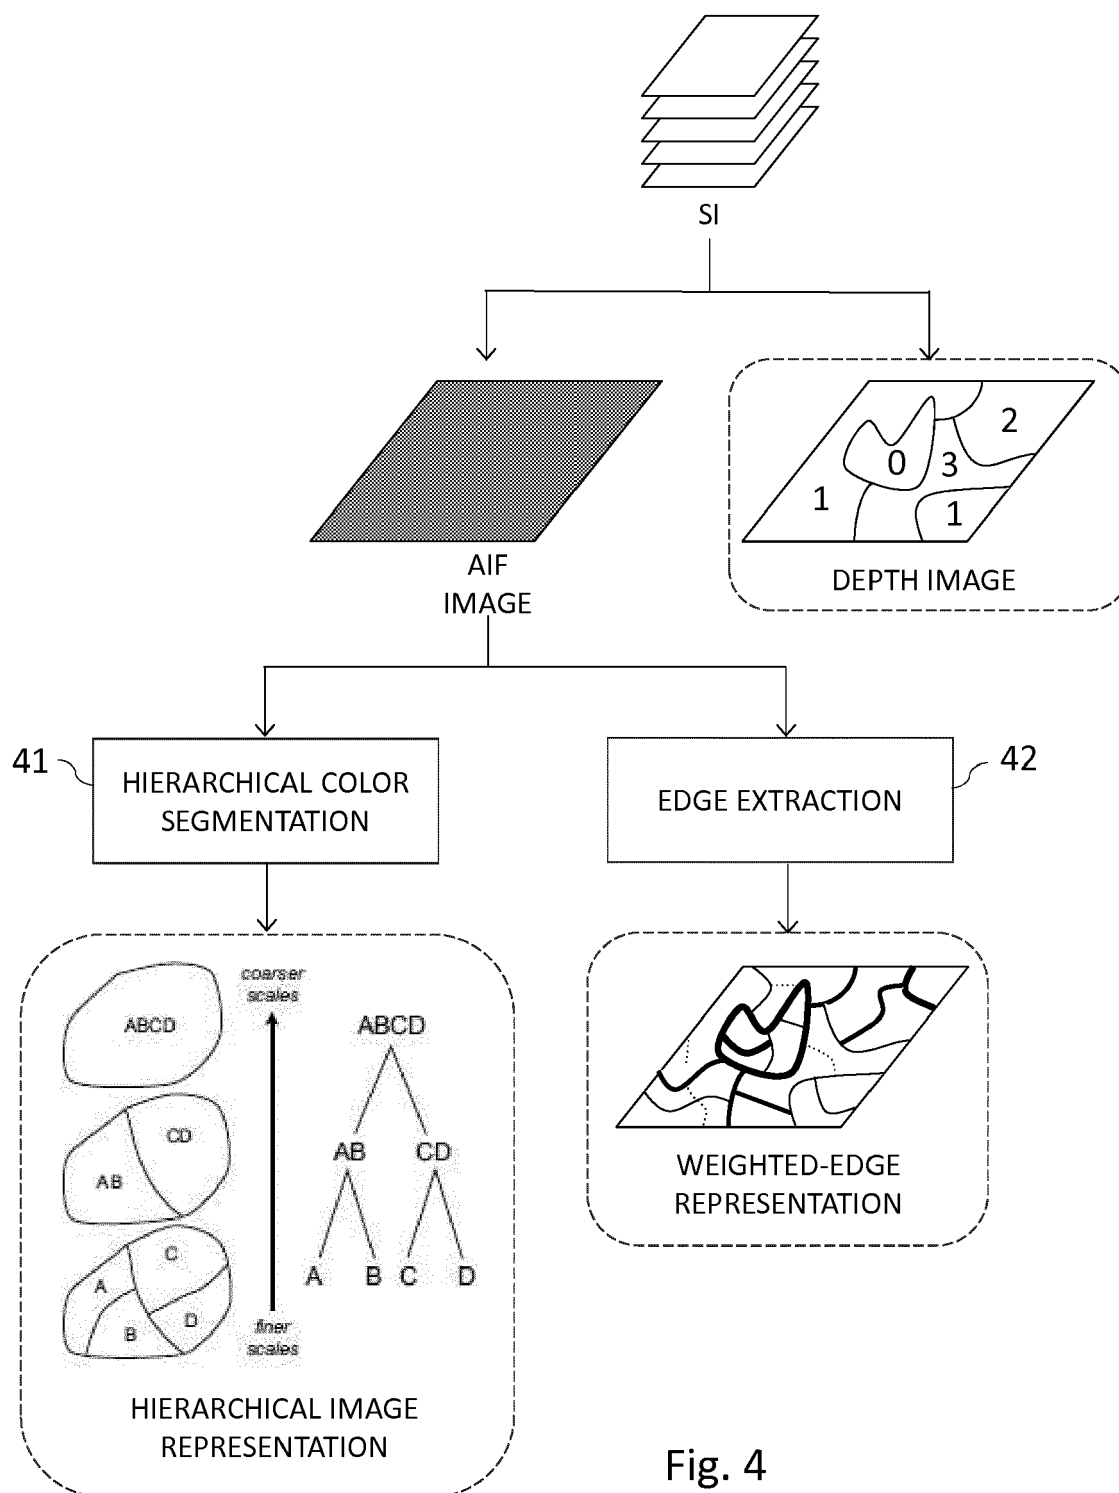 SI
2
0
3
1
1
AIF
IMAGE
DEPTH IMAGE
41
HIERARCHICAL COLOR
SEGMENTATION
42
EDGE EXTRACTION
coarser
scales
ABCD
ABCD
CD
AB
AB
CD
C
A
D
B
A
B
C
D
finer
scales
HIERARCHICAL IMAGE
REPRESENTATION
WEIGHTED-EDGE
REPRESENTATION
Fig. 4